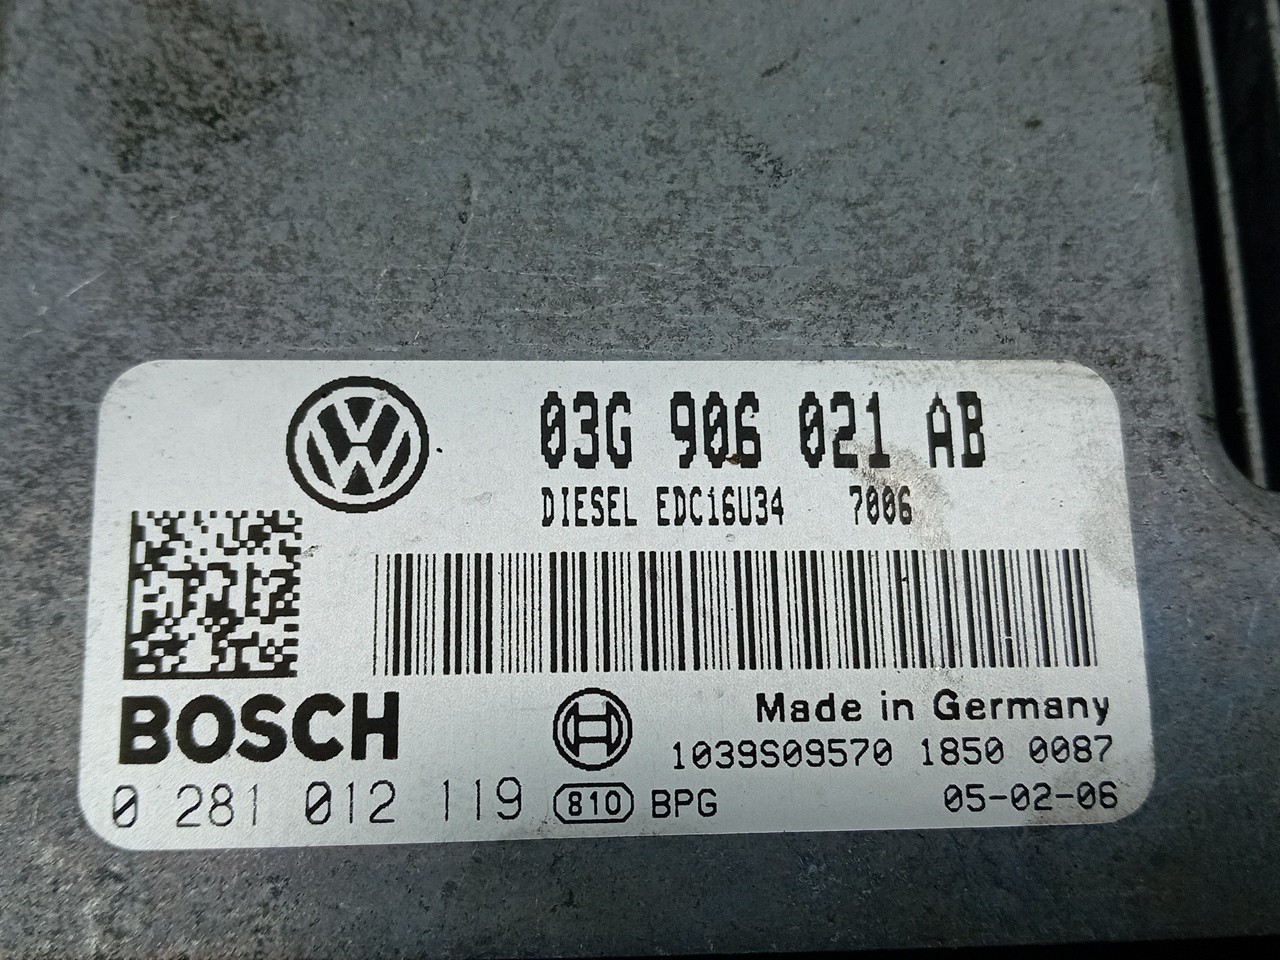 03G 906 021 AB
DIESEL EDC16U34 7006
BOSCH
Made in Germany
1039S09570 1850 0087
0 281 012 119 810 BPG 05-02-06